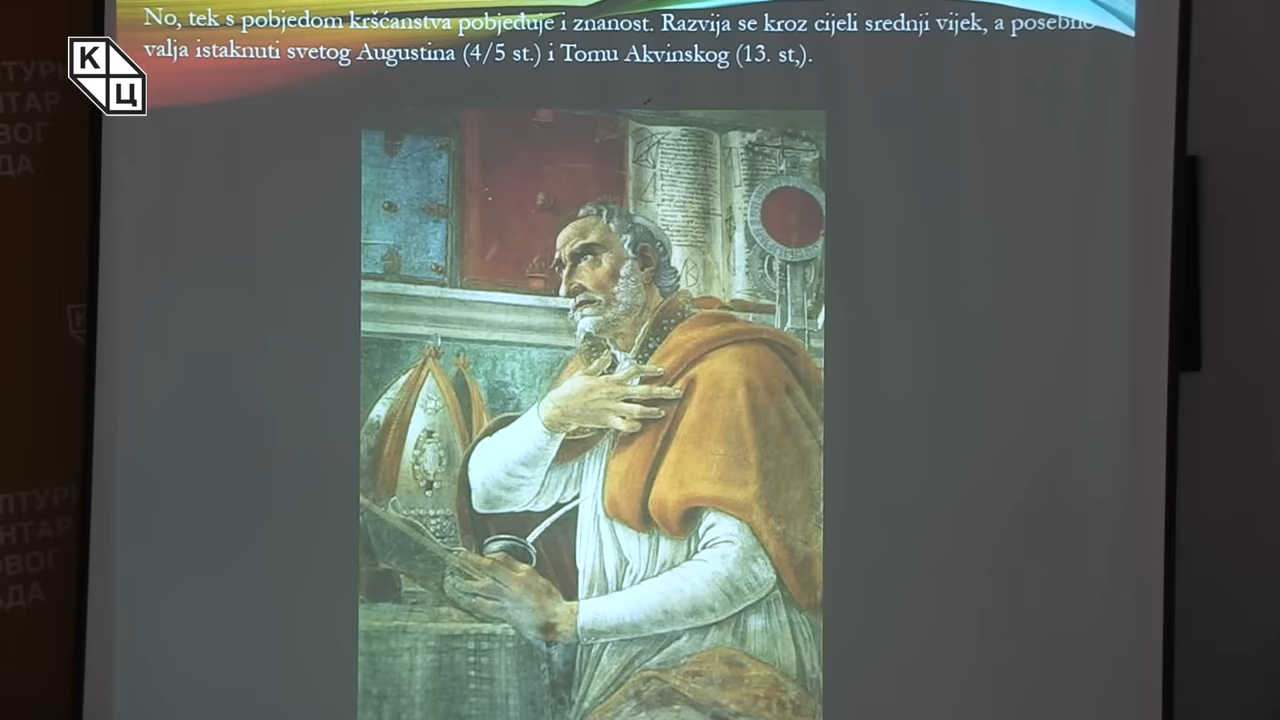 No, tek s pobjedom kršćanstva pobjeđuje i znanost. Razvija se kroz cijeli srednji vijek, a posebno
valja istaknuti svetog Augustina (4/5 st.) i Tomu Akvinskog (13. st,).
К
Ц